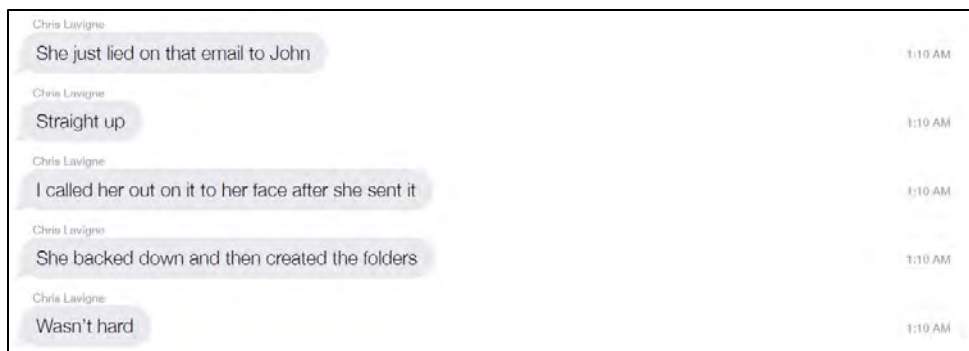 Chris Lavigne
She just lied on that email to John
1:10 AM
Chris Lavigne
Straight up
1:10 AM
Chris Lavigne
I called her out on it to her face after she sent it
1:10 AM
Chris Lavigne
She backed down and then created the folders
1:10 AM
Chris Lavigne
Wasn't hard
1:10 AM